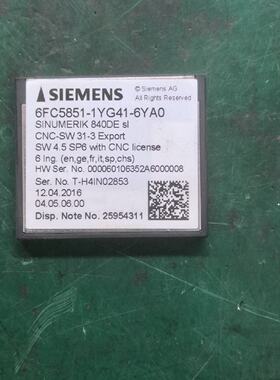 SIEMENS
© Siemens AG
All Rights Reserved
6FC5851-1YG41-6YA0
SINUMERIK 840DE sl
CNC-SW 31-3 Export
SW 4.5 SP6 with CNC license
6 lng. (en,ge,fr,it,sp,chs)
HW Ser. No. 000060106352A6000008
Ser. No. T-H4IN02853
12.04.2016
04.05.06.00
Disp. Note No. 25954311